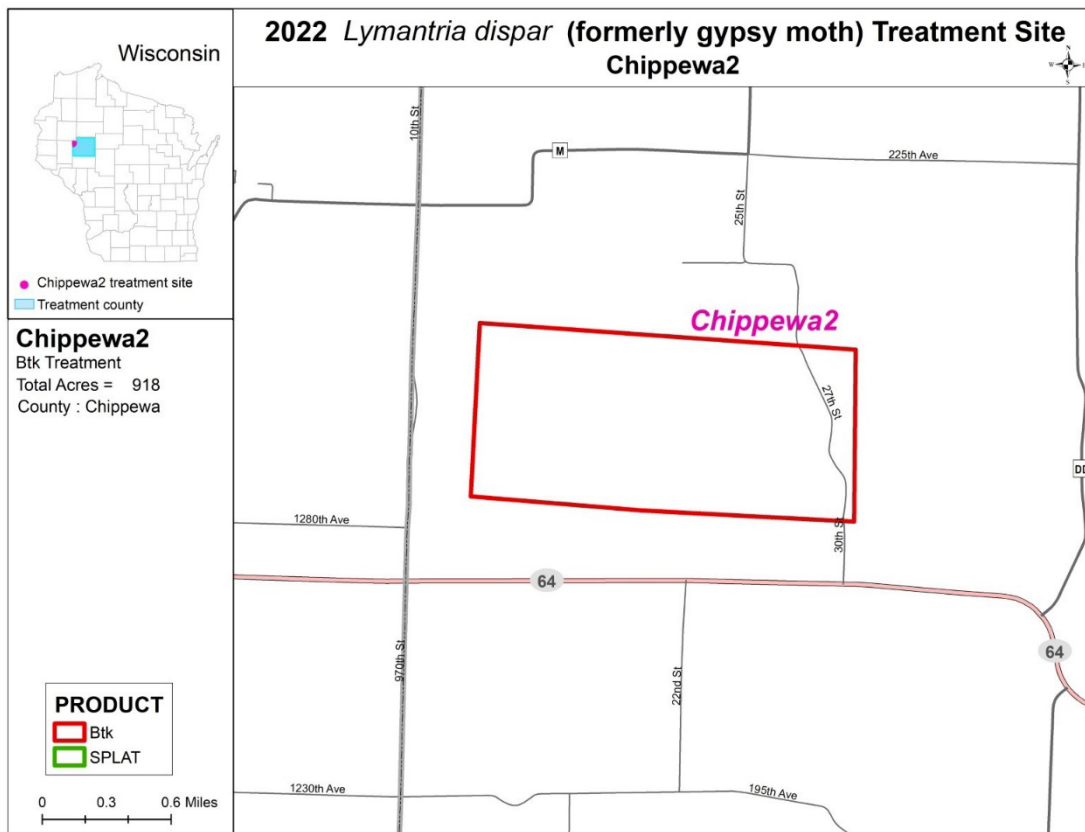 2022 Lymantria dispar (formerly gypsy moth) Treatment Site
Chippewa2
N
W
E
S
Wisconsin
Chippewa2 treatment site
Treatment county
Chippewa2
Btk Treatment
Total Acres = 918
County : Chippewa
PRODUCT
Btk
SPLAT
0 0.3 0.6 Miles
10th St
M
225th Ave
25th St
Chippewa2
27th St
DD
1280th Ave
30th St
64
64
970th St
22nd St
1230th Ave
195th Ave